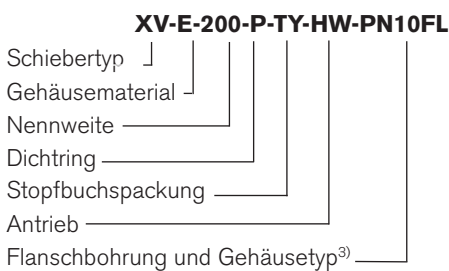 XV-E-200-P-TY-HW-PN10FL
Schiebertyp
Gehäusematerial
Nennweite
Dichtring
Stopfbuchspackung
Antrieb
Flanschbohrung und Gehäusetyp³⁾